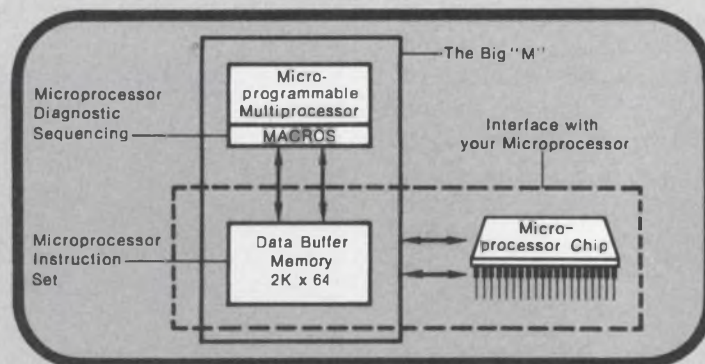 The Big "M"
Micro-
programmable
Multiprocessor
MACROS
Microprocessor
Diagnostic
Sequencing
Interface with
your Microprocessor
Microprocessor
Instruction
Set
Data Buffer
Memory
2K x 64
Micro-
processor Chip